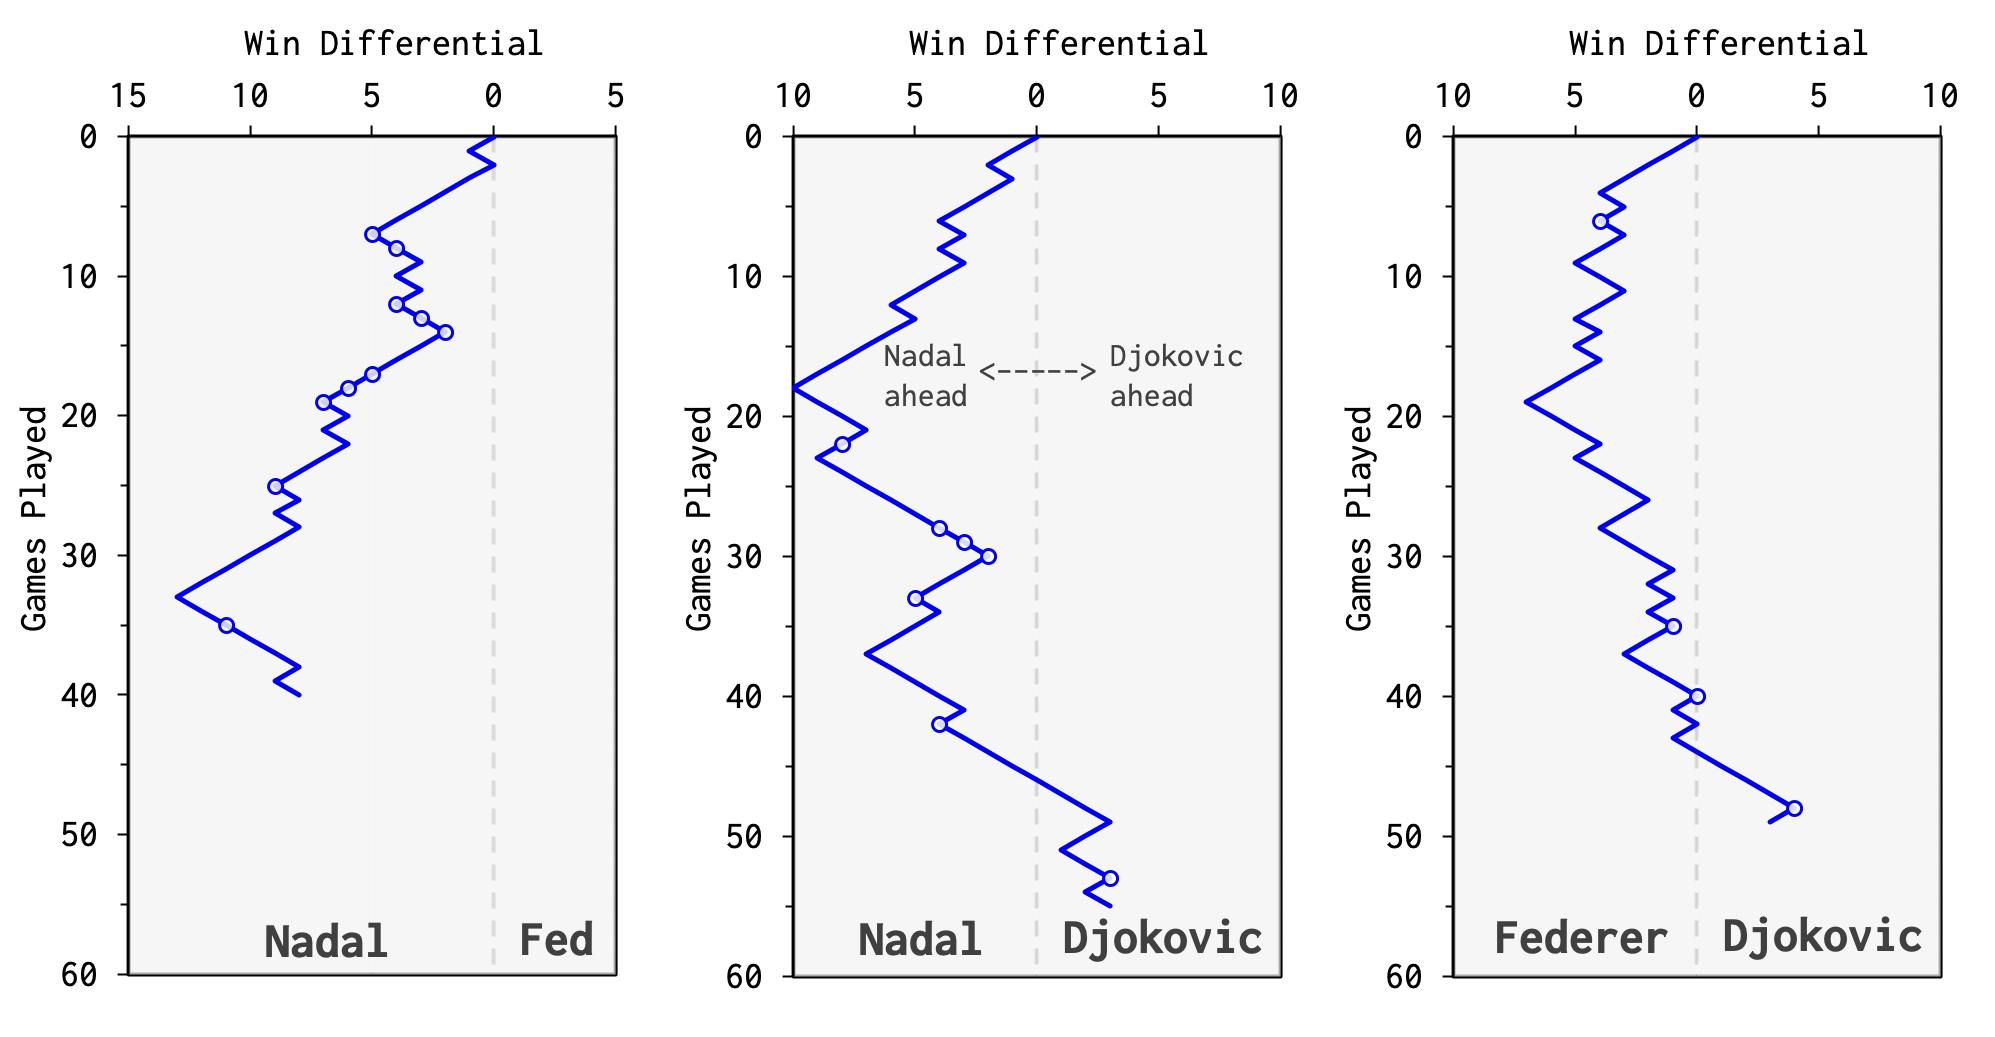 Win Differential
15 10 5 0 5
0
10
20
30
40
50
60
Games Played
Nadal Fed
Win Differential
10 5 0 5 10
0
10
20
30
40
50
60
Games Played
Nadal <-----> Djokovic
ahead ahead
Nadal Djokovic
Win Differential
10 5 0 5 10
0
10
20
30
40
50
60
Games Played
Federer Djokovic